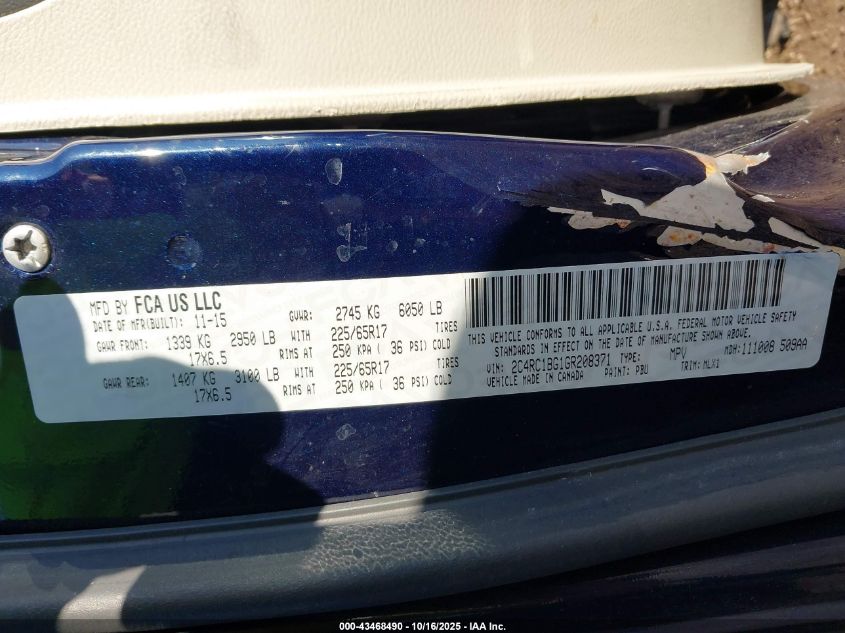 MFD BY FCA US LLC
DATE OF MFR(BUILT): 11-15 GVWR: 2745 KG 6050 LB
GAWR FRONT: 1339 KG 2950 LB WITH 225/65R17 TIRES
17X6.5 RIMS AT 250 KPA ( 36 PSI) COLD
GAWR REAR: 1407 KG 3100 LB WITH 225/65R17 TIRES
17X6.5 RIMS AT 250 KPA ( 36 PSI) COLD
THIS VEHICLE CONFORMS TO ALL APPLICABLE U.S.A. FEDERAL MOTOR VEHICLE SAFETY
STANDARDS IN EFFECT ON THE DATE OF MANUFACTURE SHOWN ABOVE.
VIN: 2C4RC1BG1GR208371 TYPE: MPV MDH: 111008 509AA
VEHICLE MADE IN CANADA PAINT: PBU TRIM: MLX1
000-43468490 - 10/16/2025 - IAA Inc.